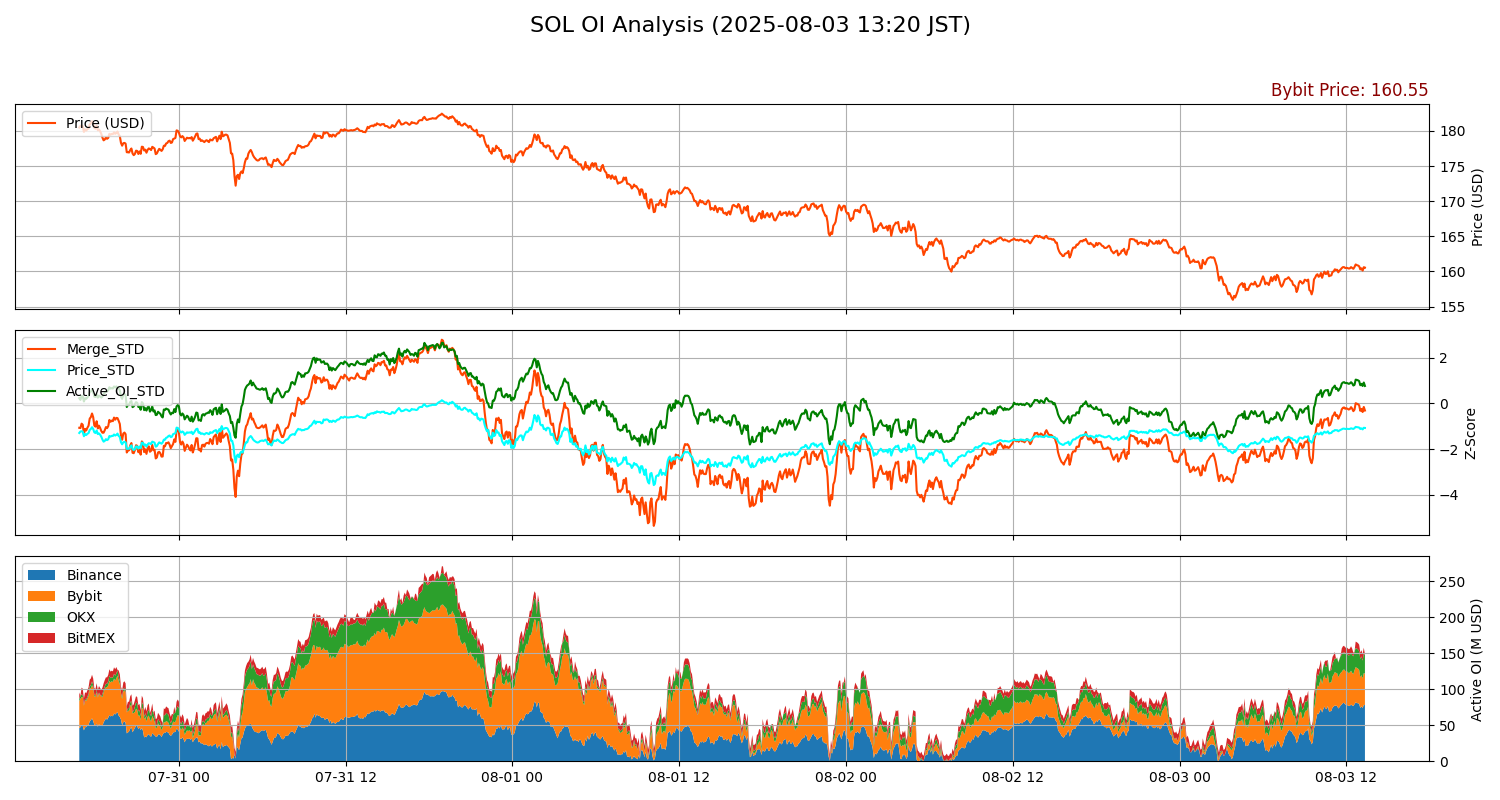 SOL OI Analysis (2025-08-03 13:20 JST)
Bybit Price: 160.55
Price (USD)
180
175
170
165
160
155
Price (USD)
Merge_STD
Price_STD
Active_OI_STD
2
0
−2
−4
Z-Score
Binance
Bybit
OKX
BitMEX
250
200
150
100
50
0
Active OI (M USD)
07-31 00
07-31 12
08-01 00
08-01 12
08-02 00
08-02 12
08-03 00
08-03 12